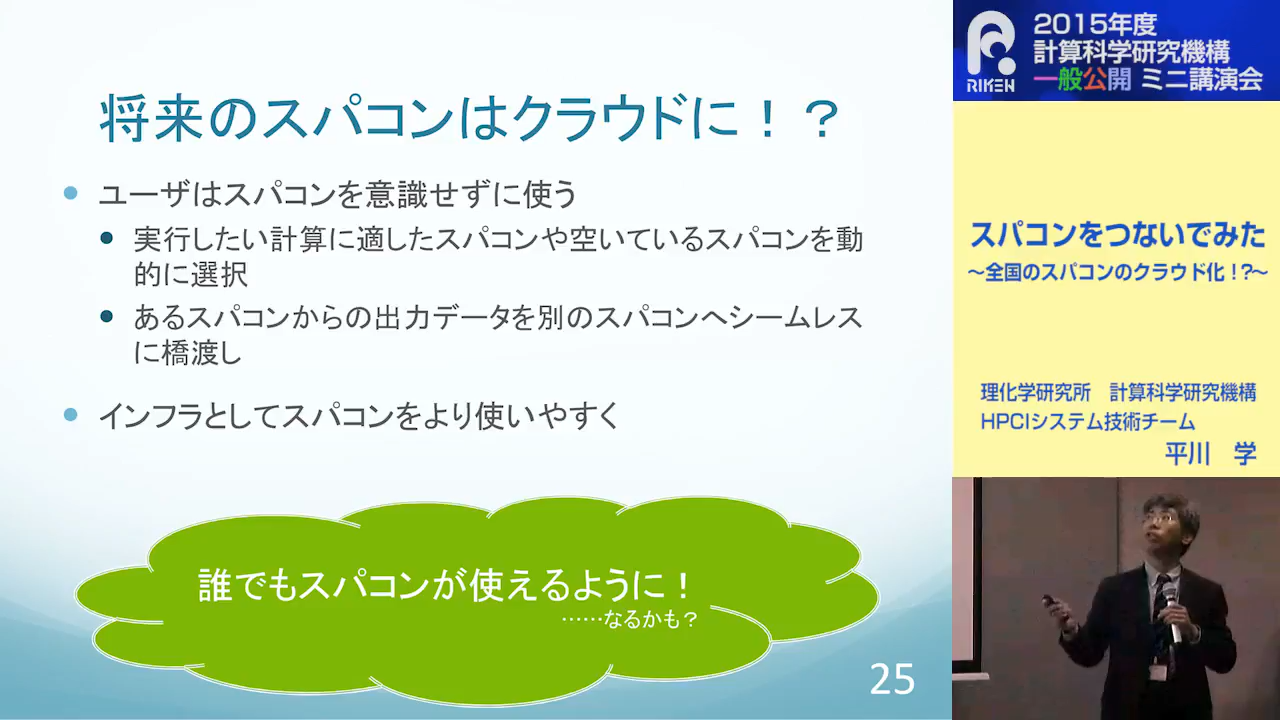 将来のスパコンはクラウドに！？
ユーザはスパコンを意識せずに使う
実行したい計算に適したスパコンや空いているスパコンを動
的に選択
あるスパコンからの出力データを別のスパコンへシームレス
に橋渡し
インフラとしてスパコンをより使いやすく
誰でもスパコンが使えるように！
……なるかも？
25
RIKEN
2015年度
計算科学研究機構
一般公開 ミニ講演会
スパコンをつないでみた
～全国のスパコンのクラウド化！?～
理化学研究所　計算科学研究機構
HPCIシステム技術チーム
平川　学